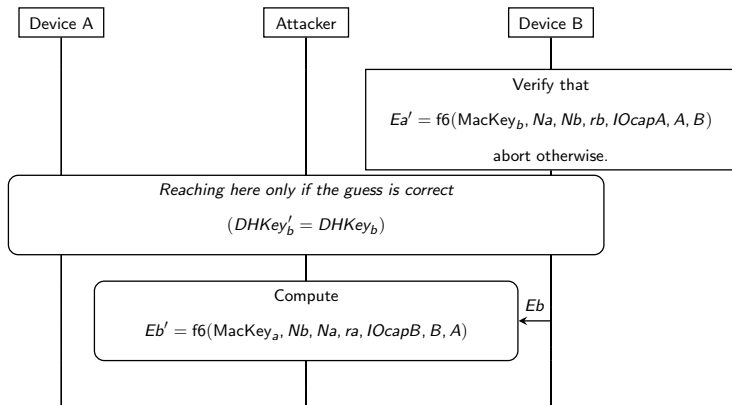 Device A
Attacker
Device B
Verify that
Ea′ = f6(MacKey_b, Na, Nb, rb, IOcapA, A, B)
abort otherwise.
Reaching here only if the guess is correct
(DHKey′_b = DHKey_b)
Compute
Eb′ = f6(MacKey_a, Nb, Na, ra, IOcapB, B, A)
Eb